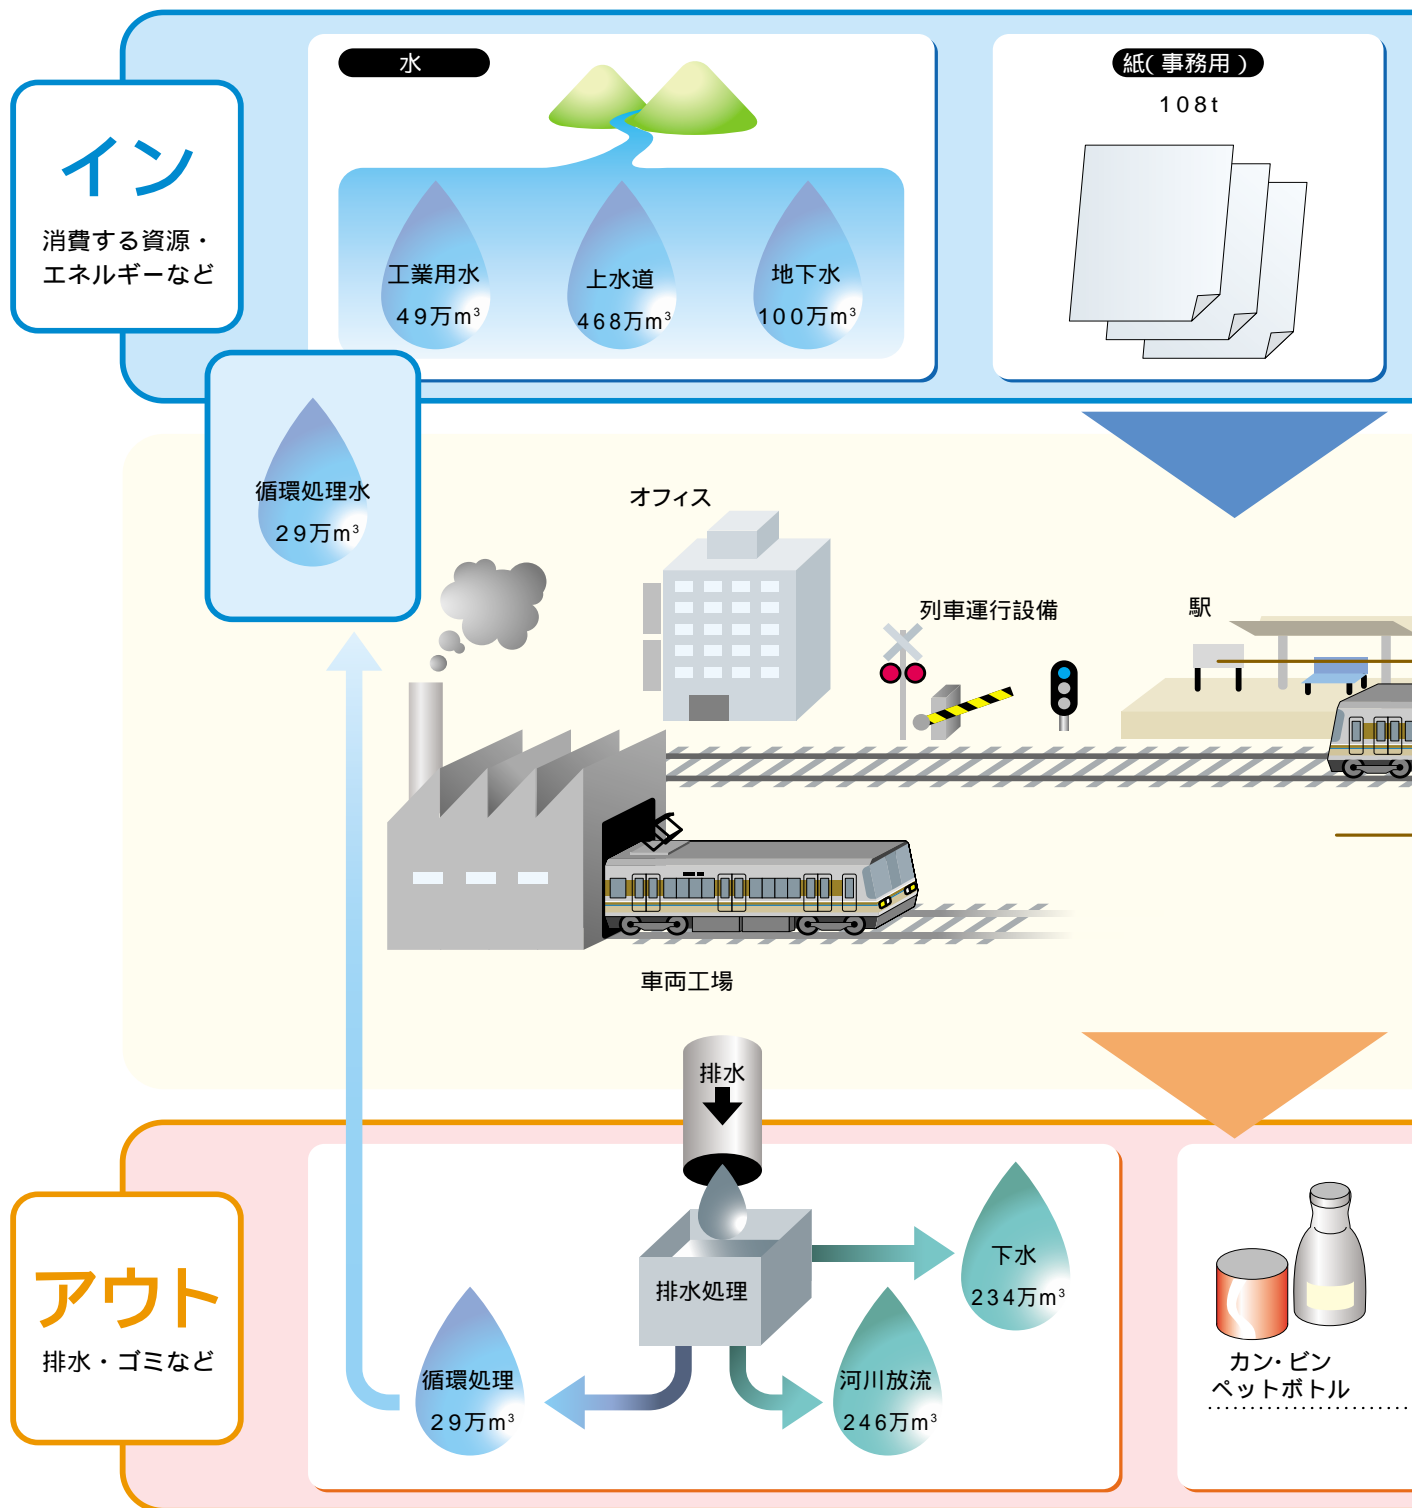 イン
消費する資源・
エネルギーなど
水
工業用水
49万m³
上水道
468万m³
地下水
100万m³
紙(事務用)
108t
循環処理水
29万m³
オフィス
列車運行設備
駅
車両工場
アウト
排水・ゴミなど
排水
排水処理
下水
234万m³
循環処理
29万m³
河川放流
246万m³
カン・ビン
ペットボトル